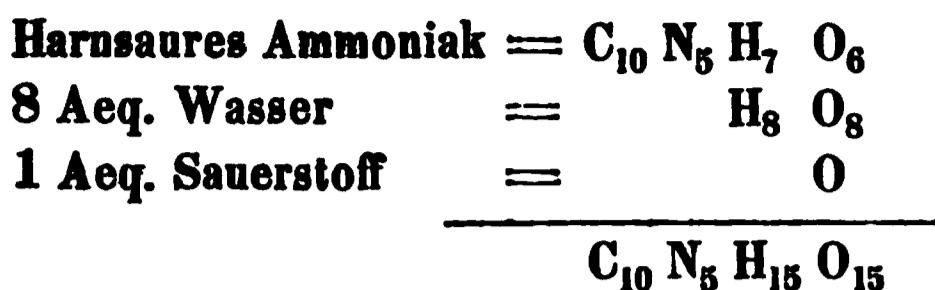 Harnsaures Ammoniak = C₁₀ N₅ H₇ O₆
8 Aeq. Wasser = H₈ O₈
1 Aeq. Sauerstoff = O
C₁₀ N₅ H₁₅ O₁₅